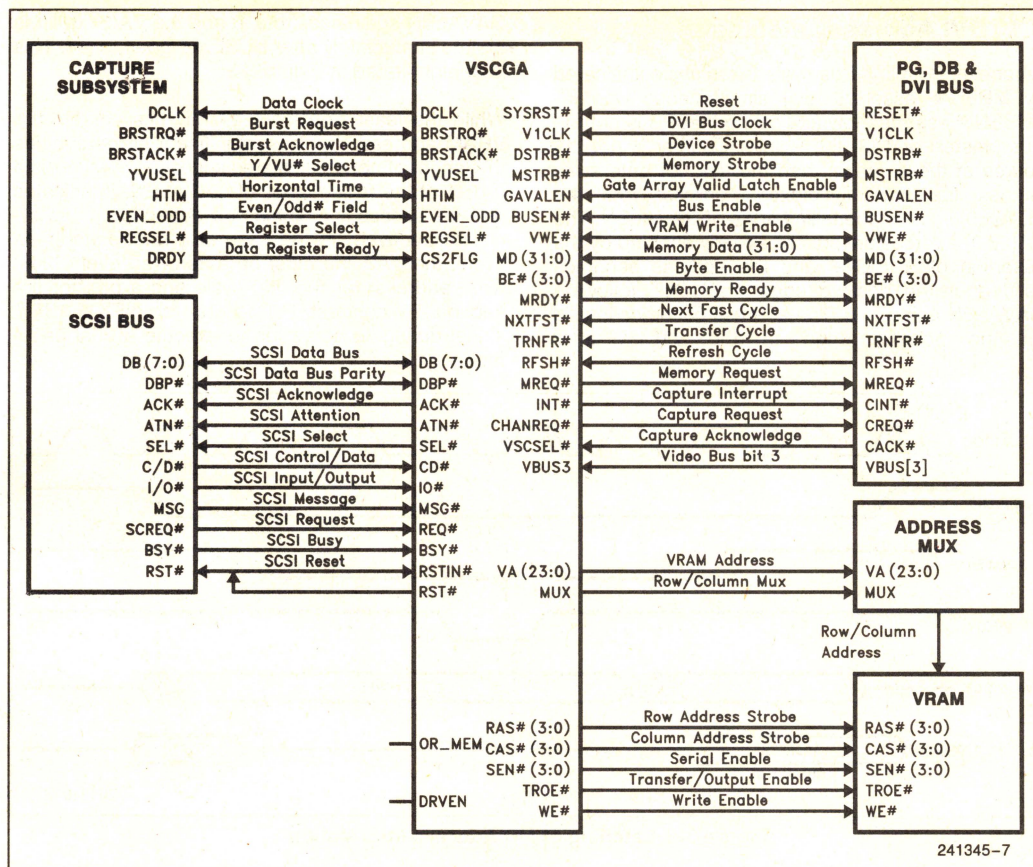 CAPTURE
SUBSYSTEM
DCLK
BRSTRQ#
BRSTACK#
YVUSEL
HTIM
EVEN_ODD
REGSEL#
DRDY
Data Clock
Burst Request
Burst Acknowledge
Y/VU# Select
Horizontal Time
Even/Odd# Field
Register Select
Data Register Ready
SCSI BUS
DB (7:0)
DBP#
ACK#
ATN#
SEL#
C/D#
I/O#
MSG
SCREQ#
BSY#
RST#
SCSI Data Bus
SCSI Data Bus Parity
SCSI Acknowledge
SCSI Attention
SCSI Select
SCSI Control/Data
SCSI Input/Output
SCSI Message
SCSI Request
SCSI Busy
SCSI Reset
VSCGA
DCLK
BRSTRQ#
BRSTACK#
YVUSEL
HTIM
EVEN_ODD
REGSEL#
CS2FLG
DB (7:0)
DBP#
ACK#
ATN#
SEL#
CD#
IO#
MSG#
REQ#
BSY#
RSTIN#
RST#
OR_MEM
DRVEN
SYSRST#
V1CLK
DSTRB#
MSTRB#
GAVALEN
BUSEN#
VWE#
MD (31:0)
BE# (3:0)
MRDY#
NXTFST#
TRNFR#
RFSH#
MREQ#
INT#
CHANREQ#
VSCSEL#
VBUS3
VA (23:0)
MUX
RAS# (3:0)
CAS# (3:0)
SEN# (3:0)
TROE#
WE#
Reset
DVI Bus Clock
Device Strobe
Memory Strobe
Gate Array Valid Latch Enable
Bus Enable
VRAM Write Enable
Memory Data (31:0)
Byte Enable
Memory Ready
Next Fast Cycle
Transfer Cycle
Refresh Cycle
Memory Request
Capture Interrupt
Capture Request
Capture Acknowledge
Video Bus bit 3
PG, DB &
DVI BUS
RESET#
V1CLK
DSTRB#
MSTRB#
GAVALEN
BUSEN#
VWE#
MD (31:0)
BE# (3:0)
MRDY#
NXTFST#
TRNFR#
RFSH#
MREQ#
CINT#
CREQ#
CACK#
VBUS[3]
VRAM Address
Row/Column Mux
ADDRESS
MUX
VA (23:0)
MUX
Row/Column
Address
Row Address Strobe
Column Address Strobe
Serial Enable
Transfer/Output Enable
Write Enable
VRAM
RAS# (3:0)
CAS# (3:0)
SEN# (3:0)
TROE#
WE#
241345-7